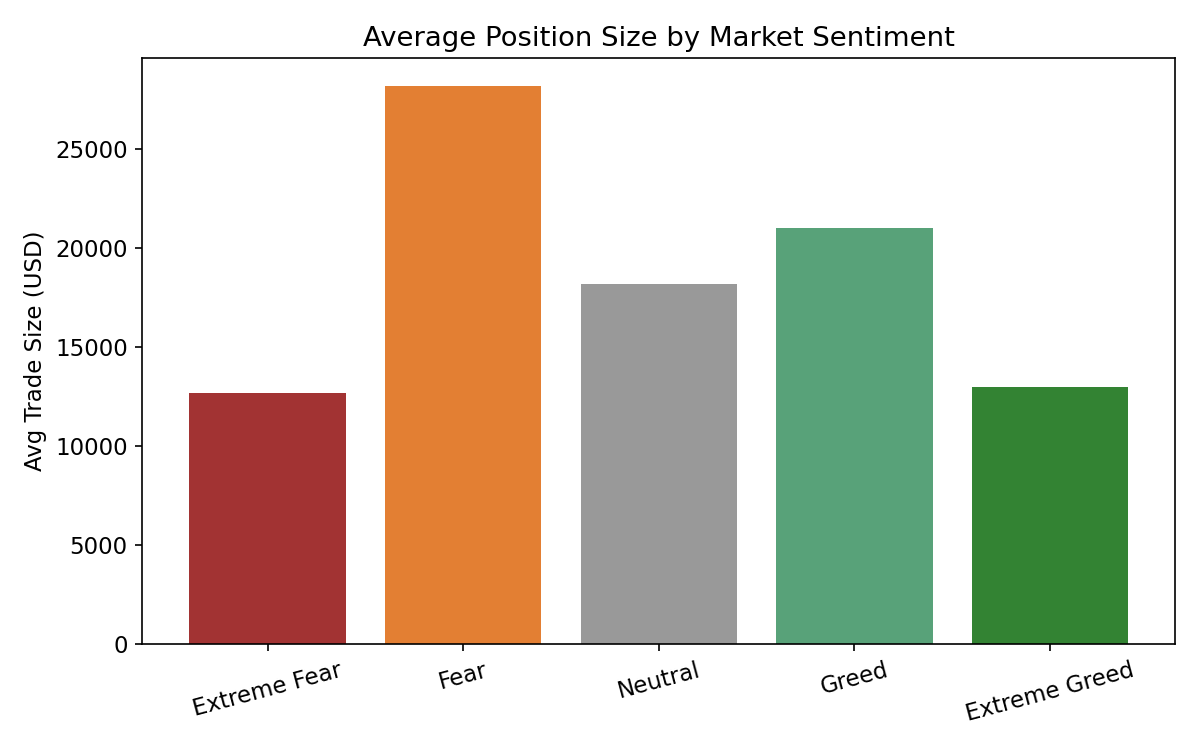 Average Position Size by Market Sentiment
Avg Trade Size (USD)
25000
20000
15000
10000
5000
0
Extreme Fear
Fear
Neutral
Greed
Extreme Greed